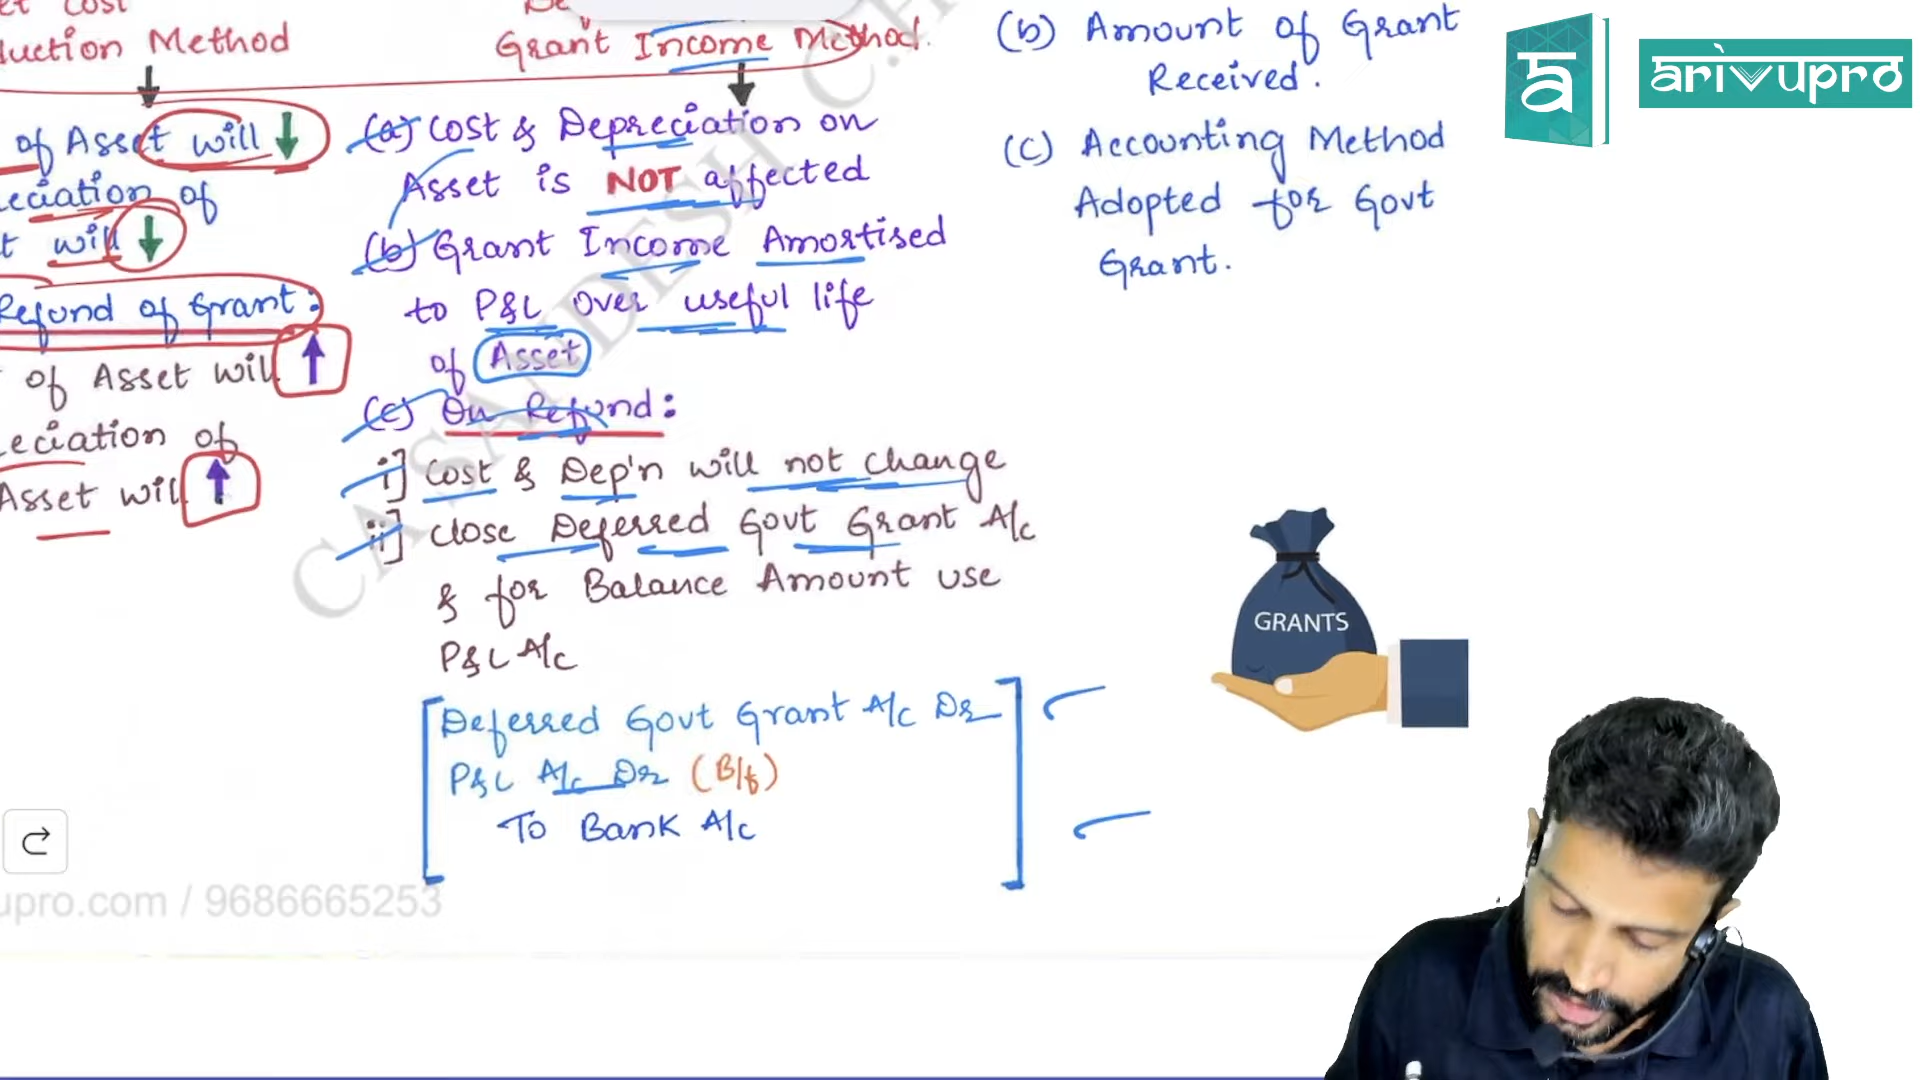 uction Method
of Asset will ↓
eciation of
t will ↓
Refund of Grant:
of Asset will ↑
eciation of
Asset will ↑
Grant Income Method.
(a) Cost & Depreciation on
Asset is NOT affected
(b) Grant Income Amortised
to P&L over useful life
of Asset
(c) On Refund:
i] Cost & Dep'n will not change
ii] Close Deferred Govt Grant A/c
& for Balance Amount use
P&L A/c
Deferred Govt Grant A/c Dr
P&L A/c Dr (B/f)
To Bank A/c
(b) Amount of Grant
Received.
(c) Accounting Method
Adopted for Govt
Grant.
GRANTS
arivupro
upro.com / 9686665253
CA SANDESH C.H